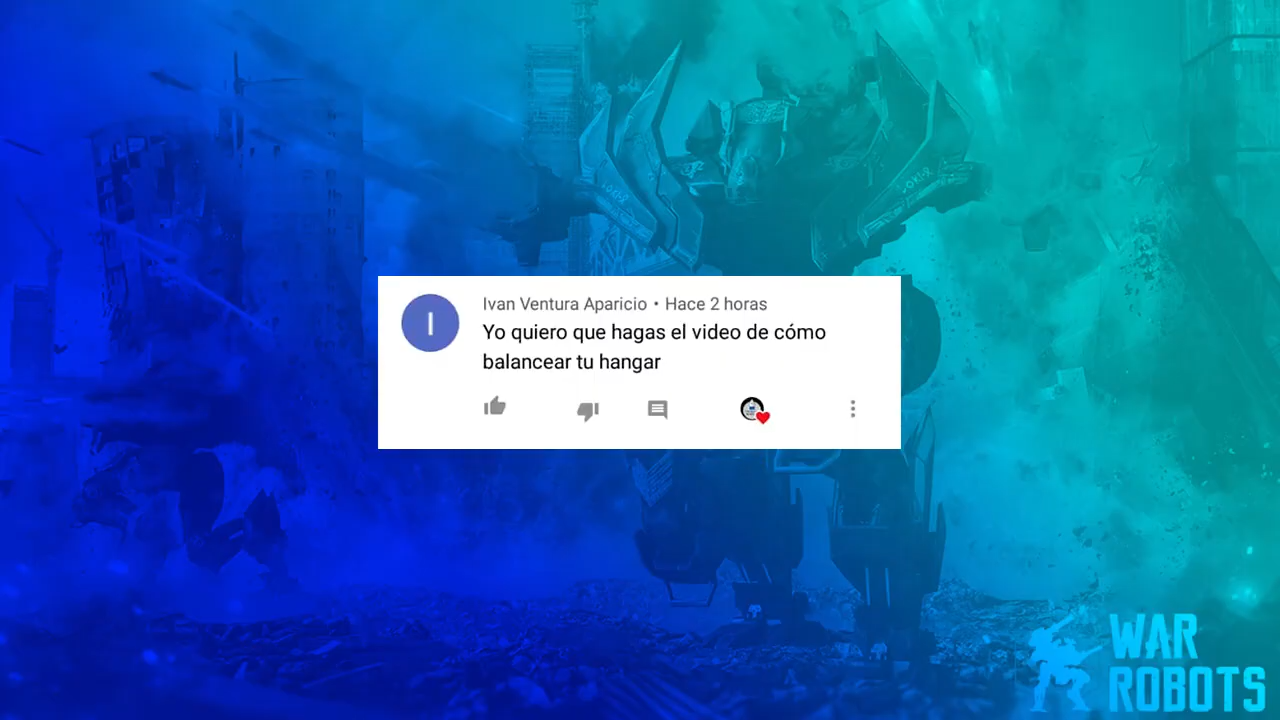 Ivan Ventura Aparicio • Hace 2 horas
Yo quiero que hagas el video de cómo
balancear tu hangar
I
WAR
ROBOTS